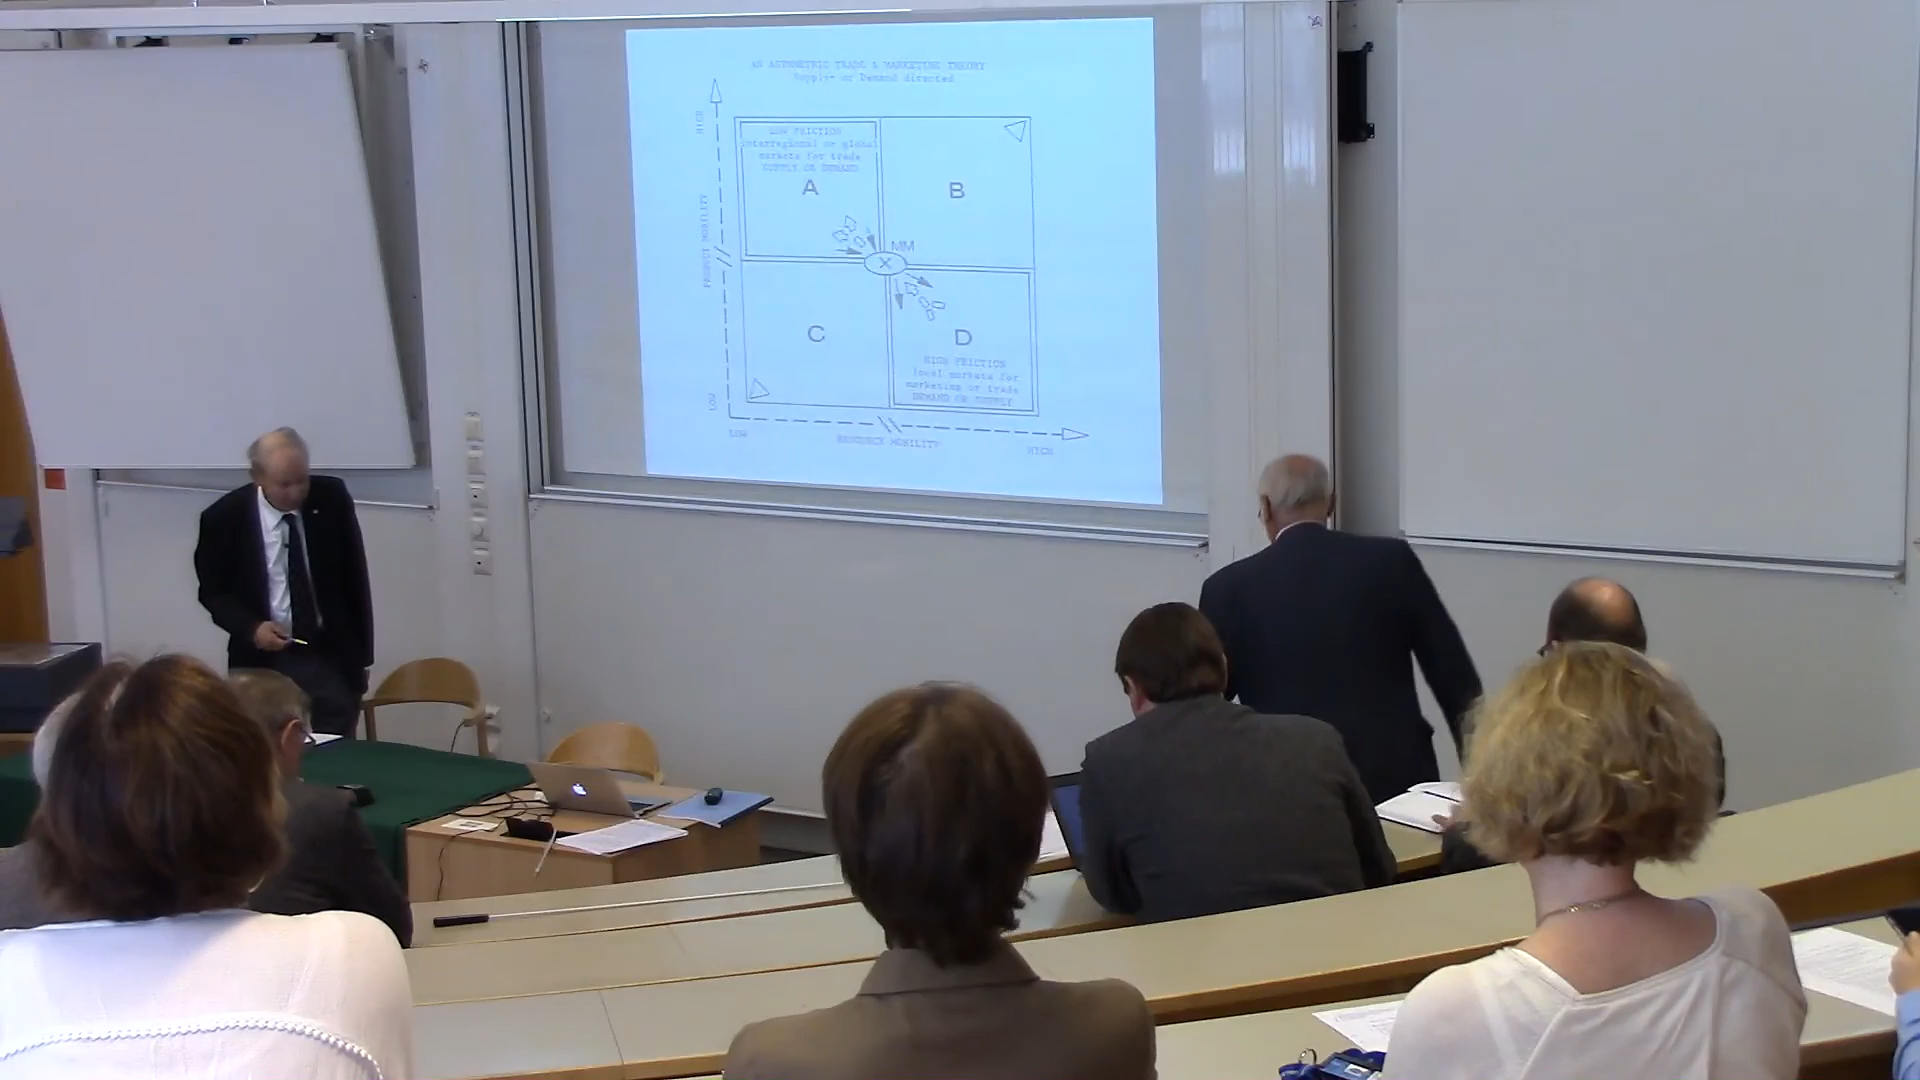 AN ASYMMETRIC TRADE & MARKETING THEORY
Supply- or Demand directed
HIGH
LOW FRICTION
interregional or global
markets for trade
SUPPLY OR DEMAND
A
B
PRODUCT MOBILITY
MM
X
C
D
HIGH FRICTION
local markets for
marketing or trade
DEMAND OR SUPPLY
LOW
LOW
RESOURCE MOBILITY
HIGH